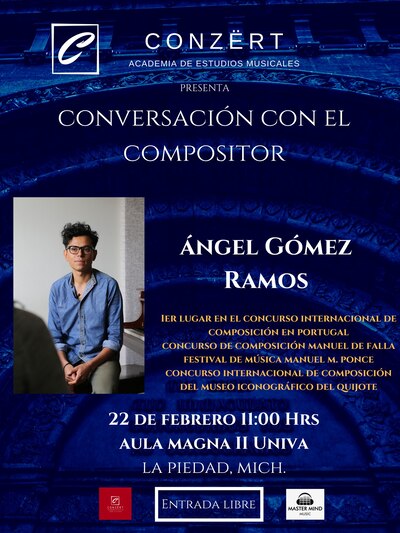 C
CONZËRT
ACADEMIA DE ESTUDIOS MUSICALES
PRESENTA
CONVERSACIÓN CON EL
COMPOSITOR
ÁNGEL GÓMEZ
RAMOS
1ER LUGAR EN EL CONCURSO INTERNACIONAL DE
COMPOSICIÓN EN PORTUGAL
CONCURSO DE COMPOSICIÓN MANUEL DE FALLA
FESTIVAL DE MÚSICA MANUEL M. PONCE
CONCURSO INTERNACIONAL DE COMPOSICIÓN
DEL MUSEO ICONOGRÁFICO DEL QUIJOTE
22 DE FEBRERO 11:00 HRS
AULA MAGNA II UNIVA
LA PIEDAD, MICH.
CONZËRT
ENTRADA LIBRE
MASTER MIND
MUSIC